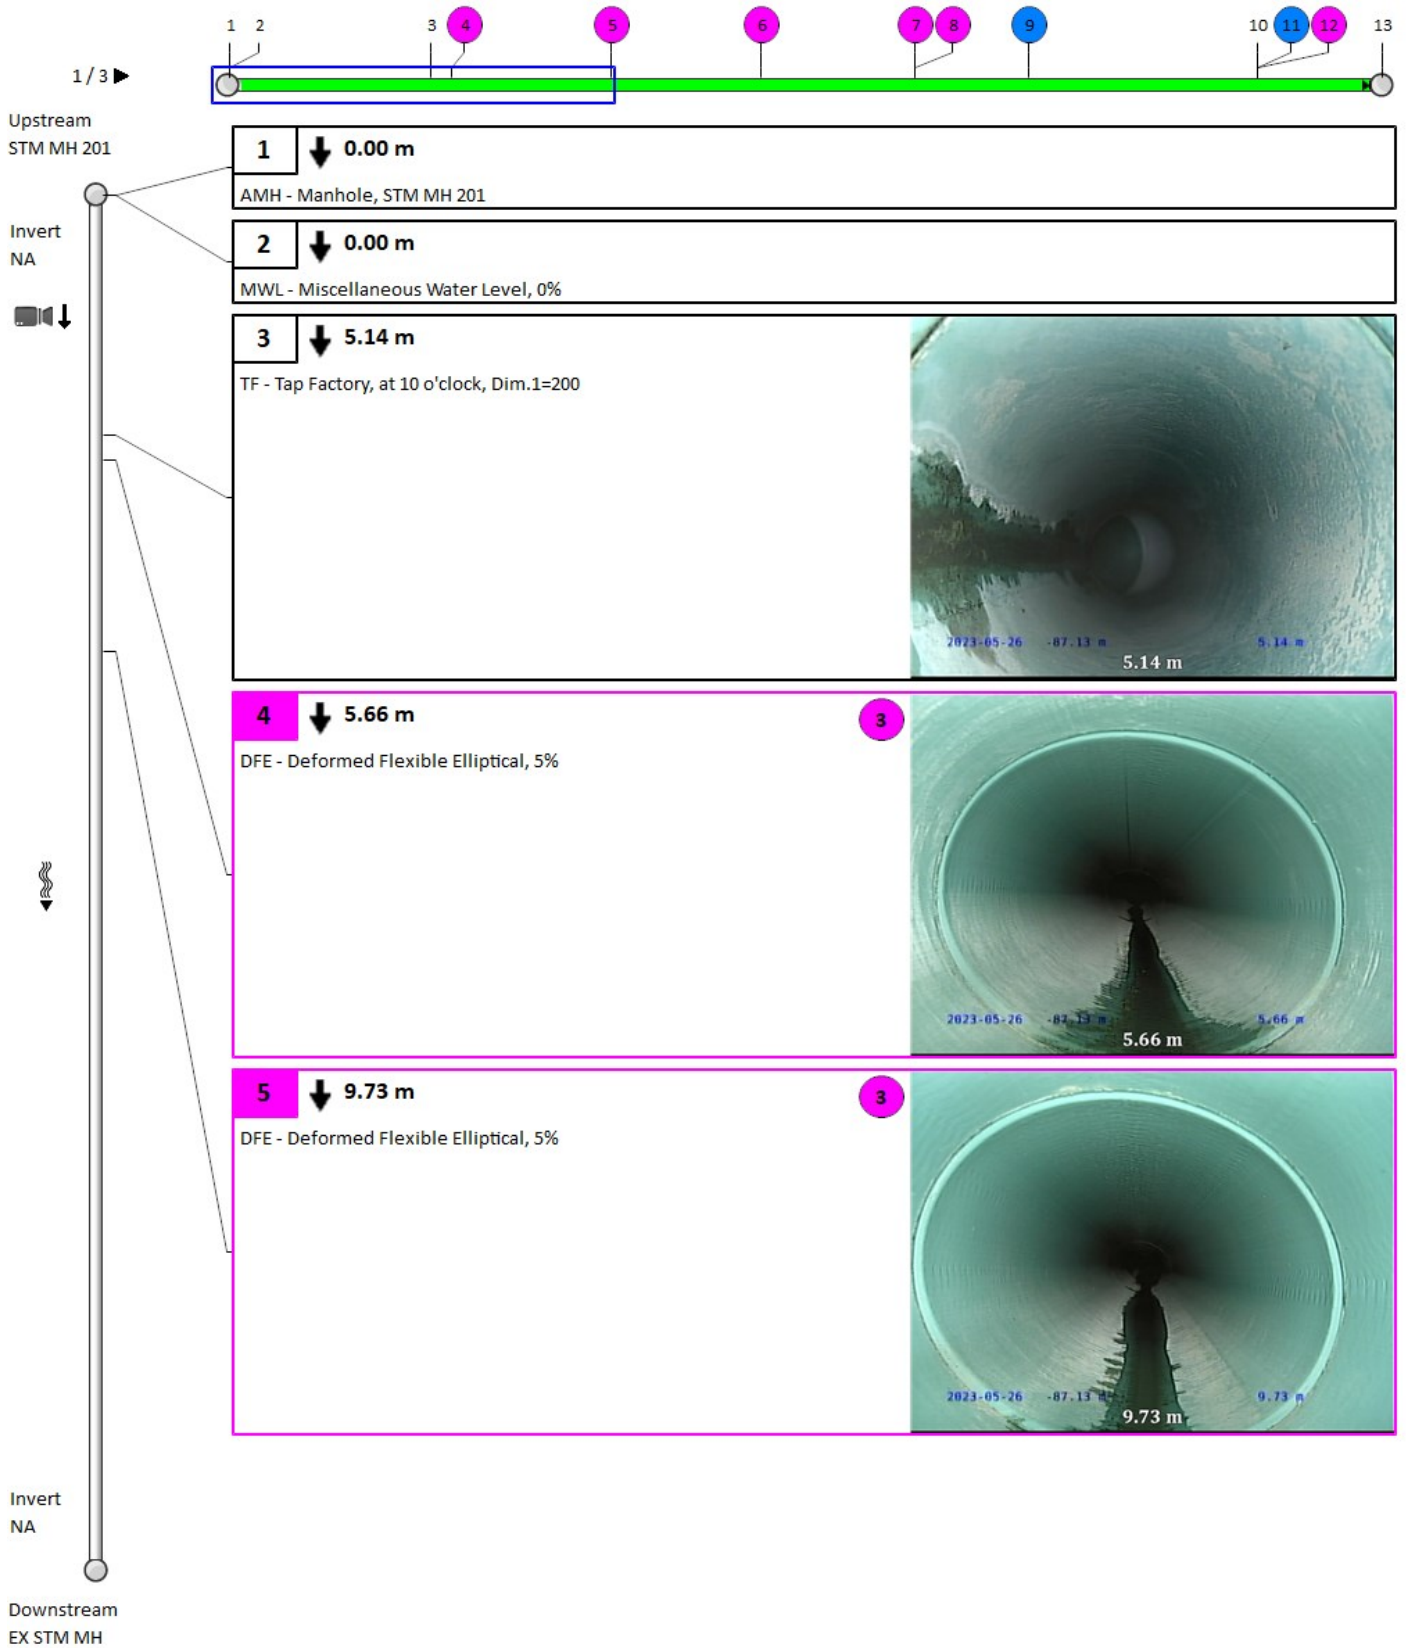 1 2 3 4 5 6 7 8 9 10 11 12 13
1 / 3
Upstream
STM MH 201
Invert
NA
1 0.00 m
AMH - Manhole, STM MH 201
2 0.00 m
MWL - Miscellaneous Water Level, 0%
3 5.14 m
TF - Tap Factory, at 10 o'clock, Dim.1=200
2023-05-26 -87.13 m 5.14 m
5.14 m
4 5.66 m 3
DFE - Deformed Flexible Elliptical, 5%
2023-05-26 -87.13 m 5.66 m
5.66 m
5 9.73 m 3
DFE - Deformed Flexible Elliptical, 5%
2023-05-26 -87.13 m 9.73 m
9.73 m
Invert
NA
Downstream
EX STM MH